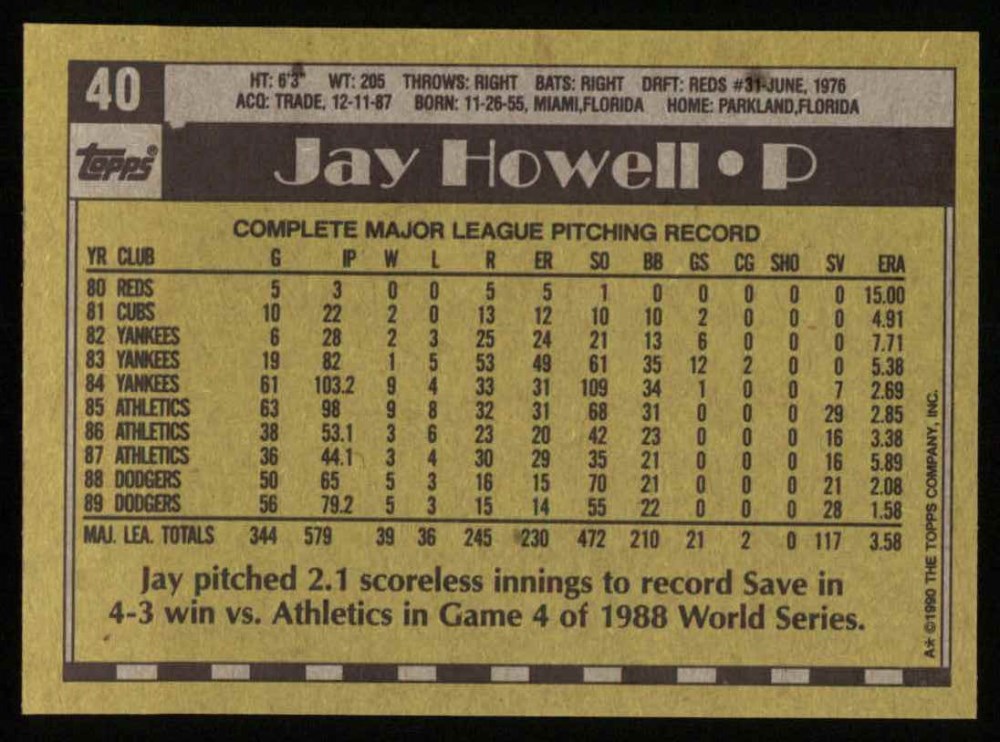 40
HT: 6'3" WT: 205 THROWS: RIGHT BATS: RIGHT DRFT: REDS #31-JUNE, 1976
ACQ: TRADE, 12-11-87 BORN: 11-26-55, MIAMI,FLORIDA HOME: PARKLAND,FLORIDA
topps®
Jay Howell • P
COMPLETE MAJOR LEAGUE PITCHING RECORD
YR CLUB G IP W L R ER SO BB GS CG SHO SV ERA
80 REDS 5 3 0 0 5 5 1 0 0 0 0 0 15.00
81 CUBS 10 22 2 0 13 12 10 10 2 0 0 0 4.91
82 YANKEES 6 28 2 3 25 24 21 13 6 0 0 0 7.71
83 YANKEES 19 82 1 5 53 49 61 35 12 2 0 0 5.38
84 YANKEES 61 103.2 9 4 33 31 109 34 1 0 0 7 2.69
85 ATHLETICS 63 98 9 8 32 31 68 31 0 0 0 29 2.85
86 ATHLETICS 38 53.1 3 6 23 20 42 23 0 0 0 16 3.38
87 ATHLETICS 36 44.1 3 4 30 29 35 21 0 0 0 16 5.89
88 DODGERS 50 65 5 3 16 15 70 21 0 0 0 21 2.08
89 DODGERS 56 79.2 5 3 15 14 55 22 0 0 0 28 1.58
MAJ. LEA. TOTALS 344 579 39 36 245 230 472 210 21 2 0 117 3.58
Jay pitched 2.1 scoreless innings to record Save in
4-3 win vs. Athletics in Game 4 of 1988 World Series.
A* ©1990 THE TOPPS COMPANY, INC.